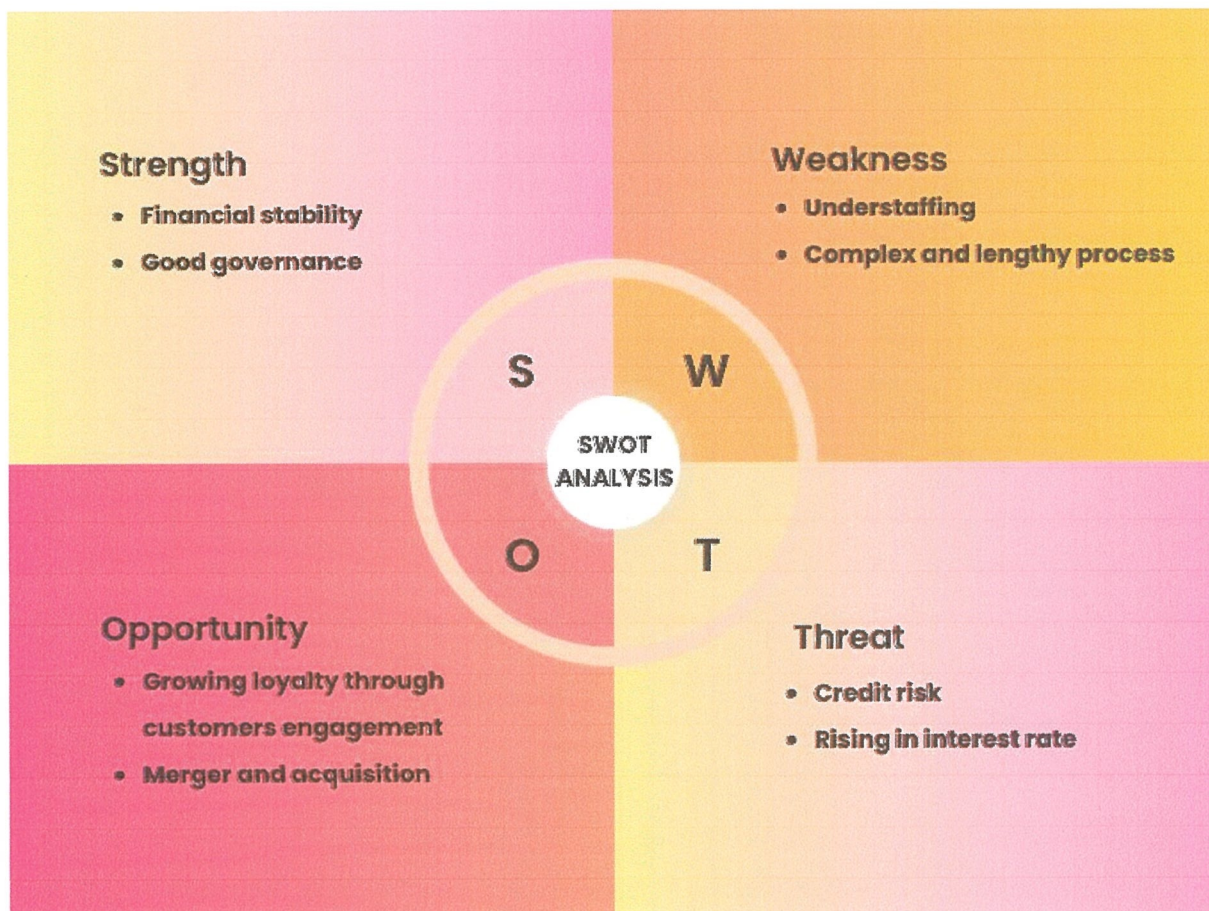 Strength
• Financial stability
• Good governance
Weakness
• Understaffing
• Complex and lengthy process
S
W
SWOT
ANALYSIS
O
T
Opportunity
• Growing loyalty through
customers engagement
• Merger and acquisition
Threat
• Credit risk
• Rising in interest rate